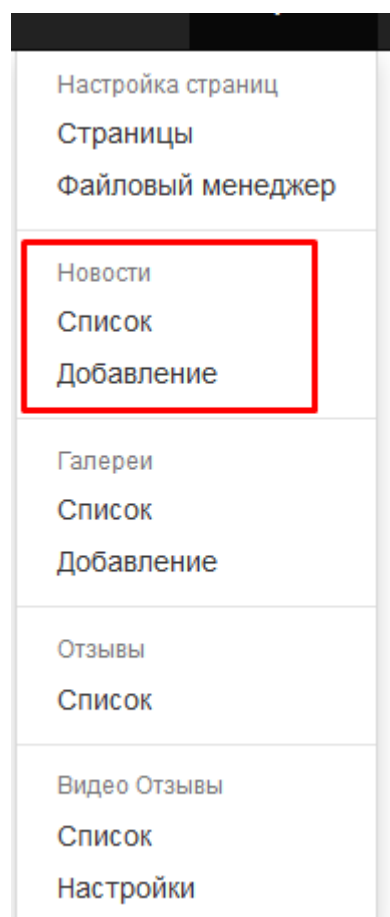 Настройка страниц
Страницы
Файловый менеджер
Новости
Список
Добавление
Галереи
Список
Добавление
Отзывы
Список
Видео Отзывы
Список
Настройки